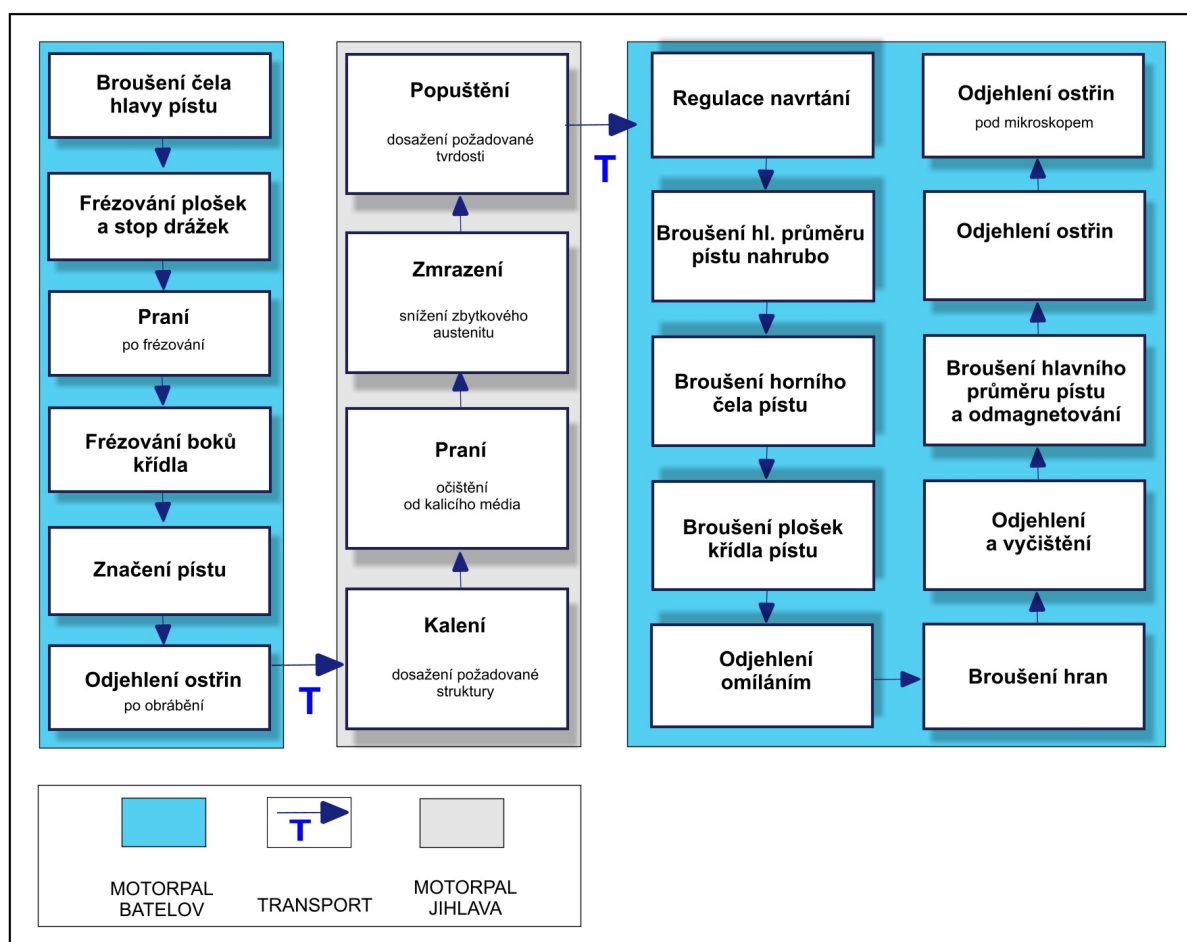 Broušení čela
hlavy pístu
Frézování plošek
a stop drážek
Praní
po frézování
Frézování boků
křídla
Značení pístu
Odjehlení ostřin
po obrábění
T
Kalení
dosažení požadované
struktury
Praní
očištění
od kalicího média
Zmrazení
snížení zbytkového
austenitu
Popuštění
dosažení požadované
tvrdosti
T
Regulace navrtání
Broušení hl. průměru
pístu nahrubo
Broušení horního
čela pístu
Broušení plošek
křídla pístu
Odjehlení
omíláním
Broušení hran
Odjehlení
a vyčištění
Broušení hlavního
průměru pístu
a odmagnetování
Odjehlení ostřin
Odjehlení ostřin
pod mikroskopem
MOTORPAL
BATELOV
T
TRANSPORT
MOTORPAL
JIHLAVA